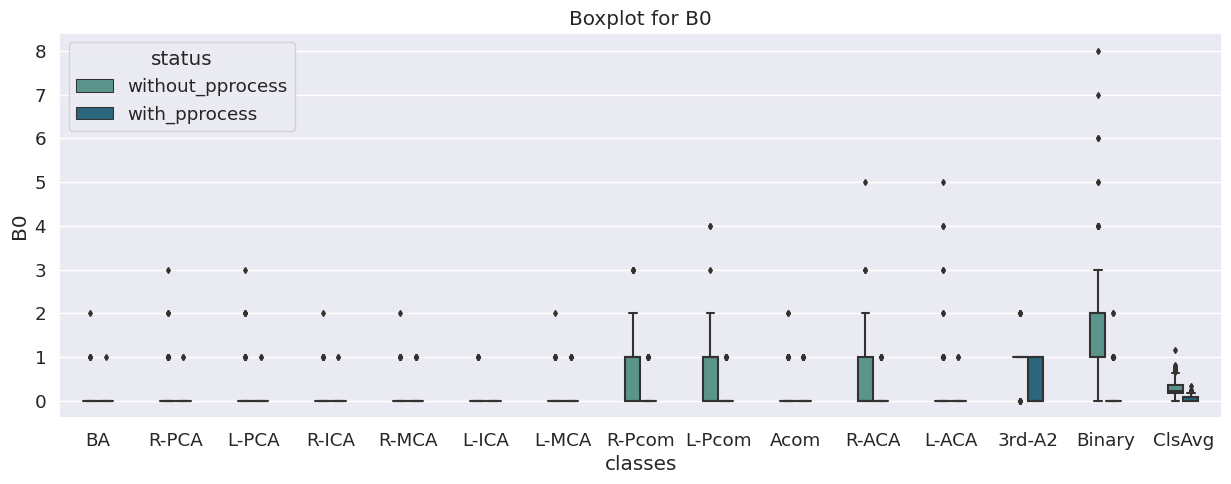 Boxplot for B0
status
without_pprocess
with_pprocess
B0
8
7
6
5
4
3
2
1
0
BA R-PCA L-PCA R-ICA R-MCA L-ICA L-MCA R-Pcom L-Pcom Acom R-ACA L-ACA 3rd-A2 Binary ClsAvg
classes